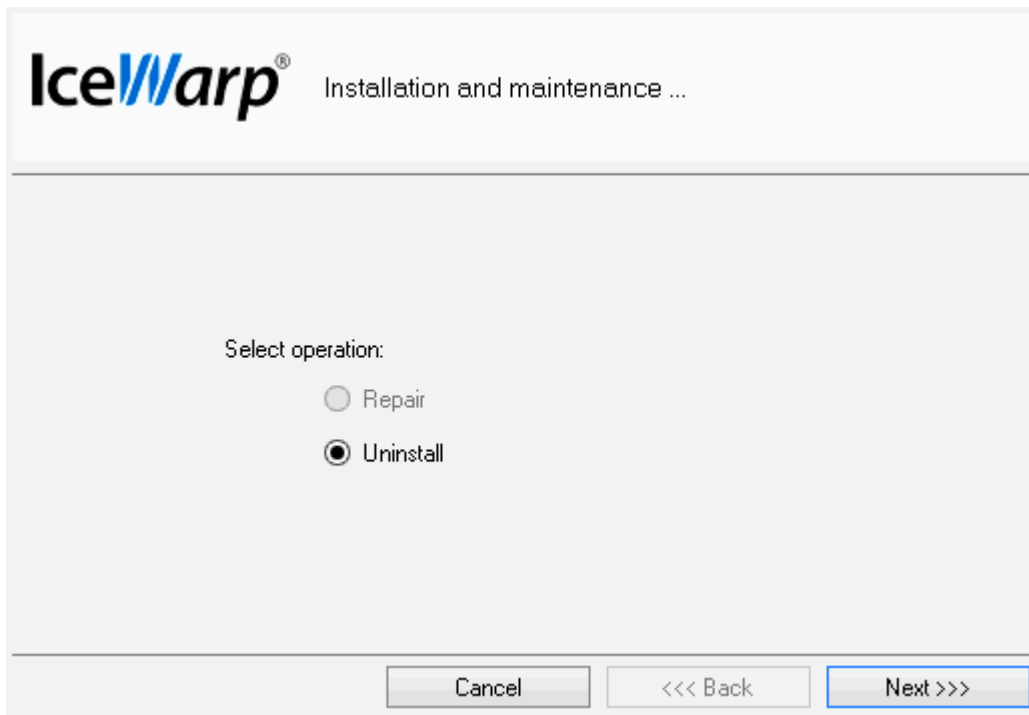 IceWarp® Installation and maintenance ...
Select operation:
Repair
Uninstall
Cancel <<< Back Next >>>